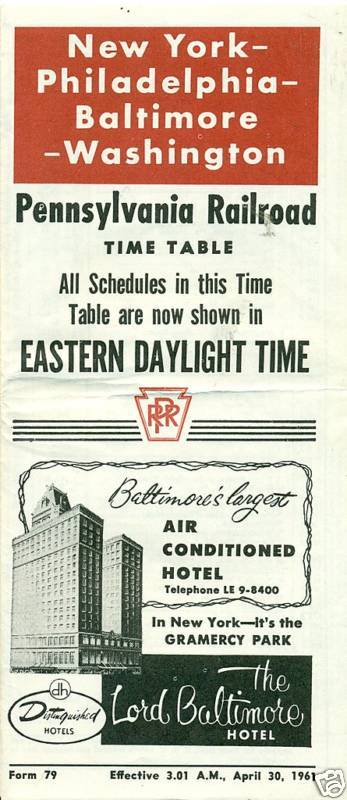 New York–
Philadelphia–
Baltimore
–Washington
Pennsylvania Railroad
TIME TABLE
All Schedules in this Time
Table are now shown in
EASTERN DAYLIGHT TIME
PRR
Baltimore's largest
AIR
CONDITIONED
HOTEL
Telephone LE 9-8400
In New York—It's the
GRAMERCY PARK
dh
Distinguished
HOTELS
The
Lord Baltimore
HOTEL
Form 79 Effective 3.01 A.M., April 30, 1961